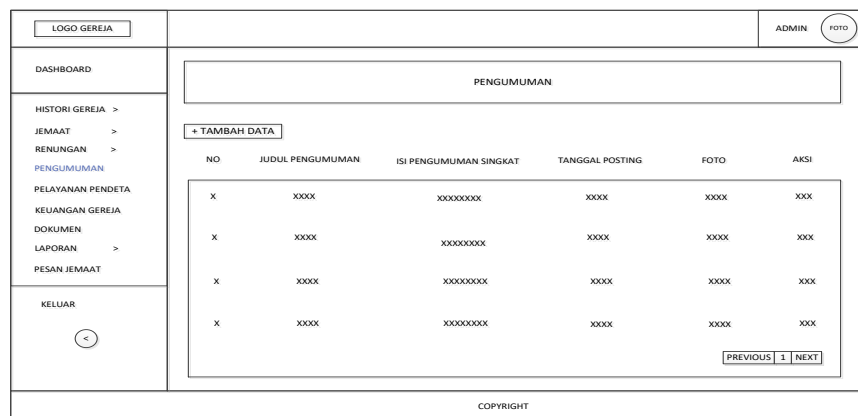 LOGO GEREJA
ADMIN FOTO
DASHBOARD
HISTORI GEREJA >
JEMAAT >
RENUNGAN >
PENGUMUMAN
PELAYANAN PENDETA
KEUANGAN GEREJA
DOKUMEN
LAPORAN >
PESAN JEMAAT
KELUAR
<
PENGUMUMAN
+ TAMBAH DATA
NO JUDUL PENGUMUMAN ISI PENGUMUMAN SINGKAT TANGGAL POSTING FOTO AKSI
X XXXX XXXXXXXX XXXX XXXX XXX
X XXXX XXXXXXXX XXXX XXXX XXX
X XXXX XXXXXXXX XXXX XXXX XXX
X XXXX XXXXXXXX XXXX XXXX XXX
PREVIOUS 1 NEXT
COPYRIGHT